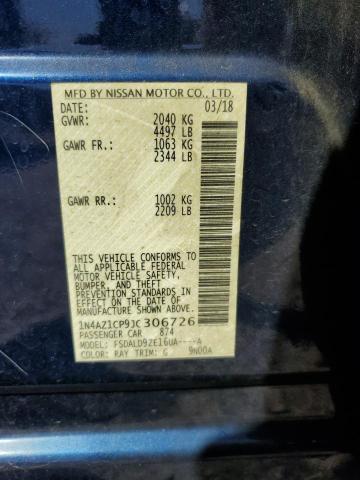 MFD BY NISSAN MOTOR CO., LTD.
DATE: 03/18
GVWR: 2040 KG
4497 LB
GAWR FR.: 1063 KG
2344 LB
GAWR RR.: 1002 KG
2209 LB
THIS VEHICLE CONFORMS TO ALL
APPLICABLE FEDERAL
MOTOR VEHICLE SAFETY,
BUMPER, AND THEFT
PREVENTION STANDARDS
IN EFFECT ON THE DATE OF
MANUFACTURE SHOWN ABOVE.
1N4AZ1CP9JC306726
PASSENGER CAR 874
MODEL: FSDALD9ZE16UA----A
COLOR: RAY TRIM: G 9N00A